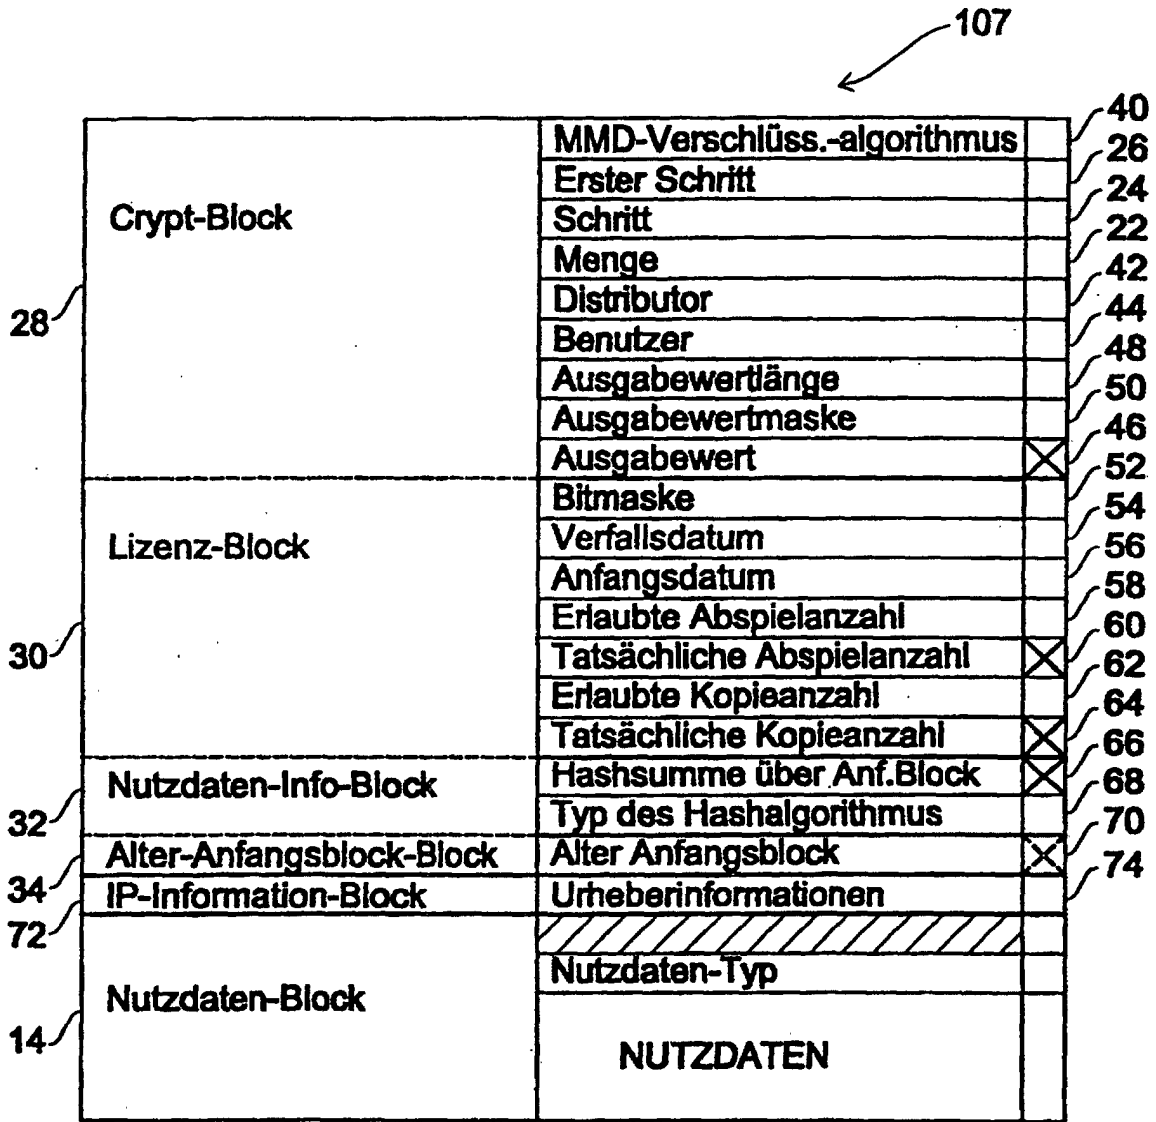 107
MMD-Verschlüss.-algorithmus 40
Erster Schritt 26
Crypt-Block Schritt 24
Menge 22
Distributor 42
28 Benutzer 44
Ausgabewertlänge 48
Ausgabewertmaske 50
Ausgabewert 46
Bitmaske 52
Lizenz-Block Verfallsdatum 54
Anfangsdatum 56
Erlaubte Abspielanzahl 58
30 Tatsächliche Abspielanzahl 60
Erlaubte Kopieanzahl 62
Tatsächliche Kopieanzahl 64
Nutzdaten-Info-Block Hashsumme über Anf.Block 66
32 Typ des Hashalgorithmus 68
Alter-Anfangsblock-Block Alter Anfangsblock 70
34 IP-Information-Block Urheberinformationen 74
72
Nutzdaten-Typ
Nutzdaten-Block
14 NUTZDATEN